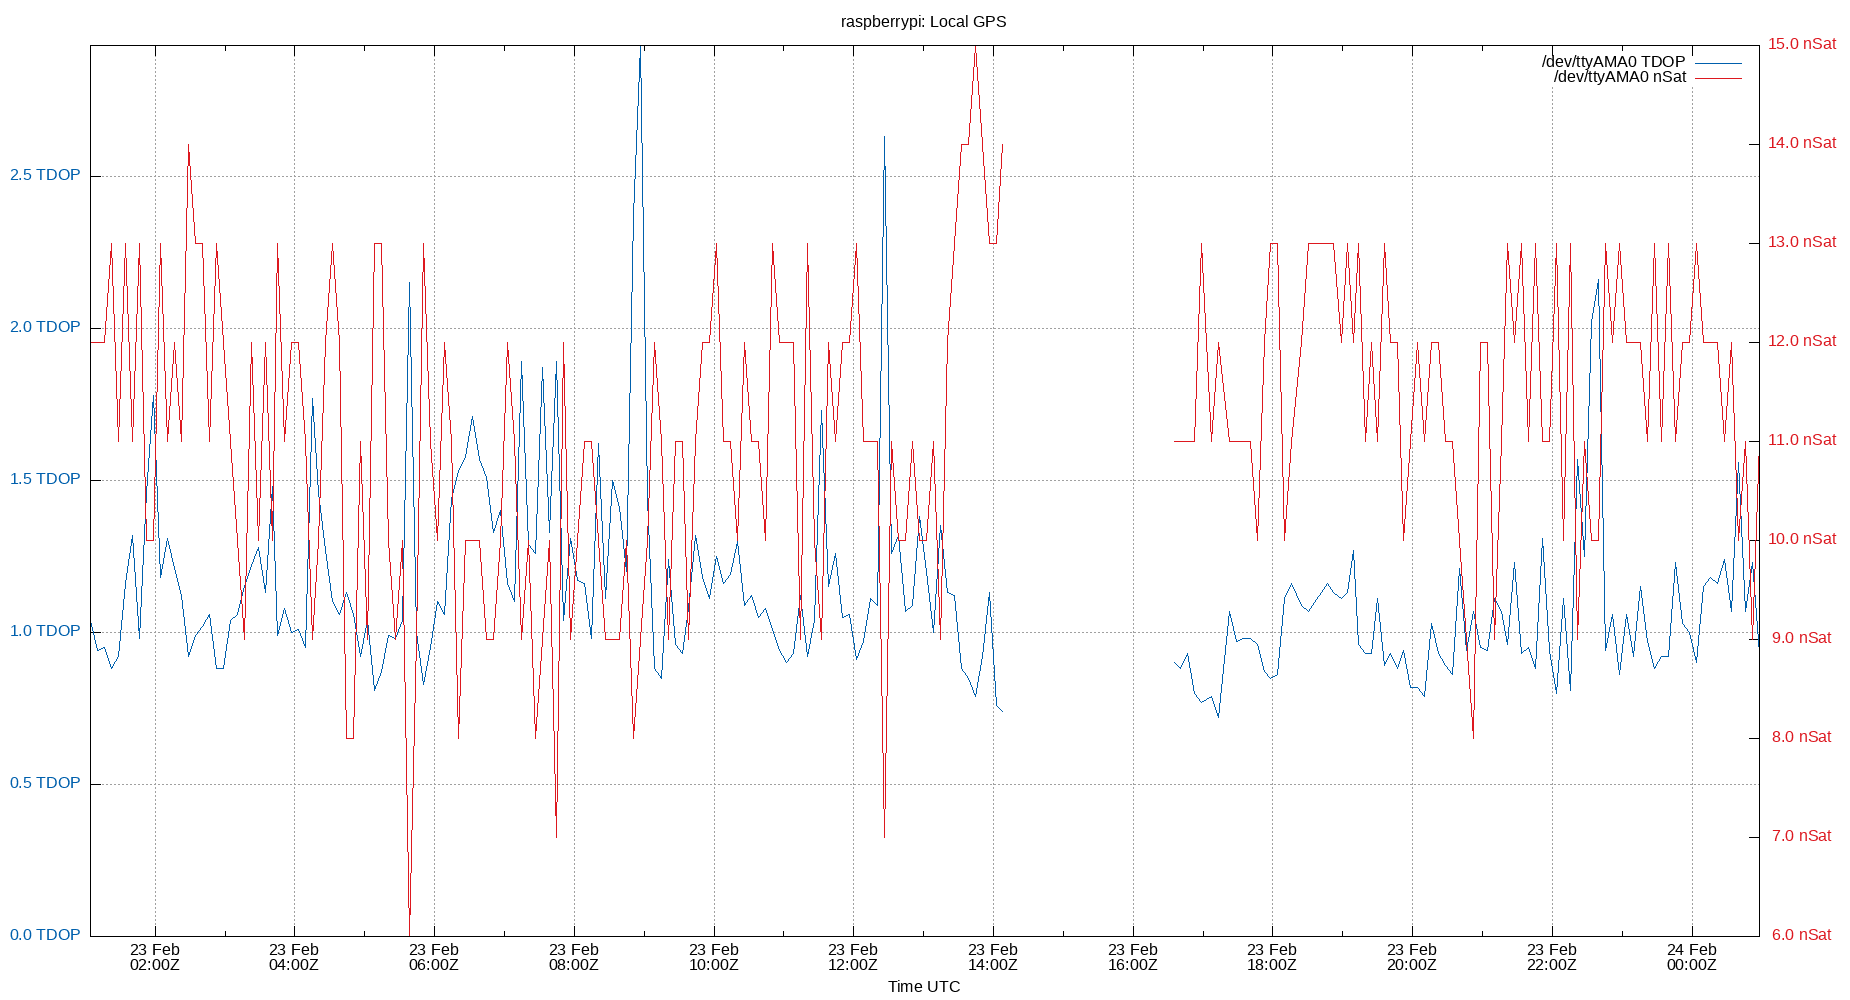 raspberrypi: Local GPS
/dev/ttyAMA0 TDOP
/dev/ttyAMA0 nSat
2.5 TDOP
2.0 TDOP
1.5 TDOP
1.0 TDOP
0.5 TDOP
0.0 TDOP
15.0 nSat
14.0 nSat
13.0 nSat
12.0 nSat
11.0 nSat
10.0 nSat
9.0 nSat
8.0 nSat
7.0 nSat
6.0 nSat
23 Feb 23 Feb 23 Feb 23 Feb 23 Feb 23 Feb 23 Feb 23 Feb 23 Feb 23 Feb 23 Feb 24 Feb
02:00Z 04:00Z 06:00Z 08:00Z 10:00Z 12:00Z 14:00Z 16:00Z 18:00Z 20:00Z 22:00Z 00:00Z
Time UTC